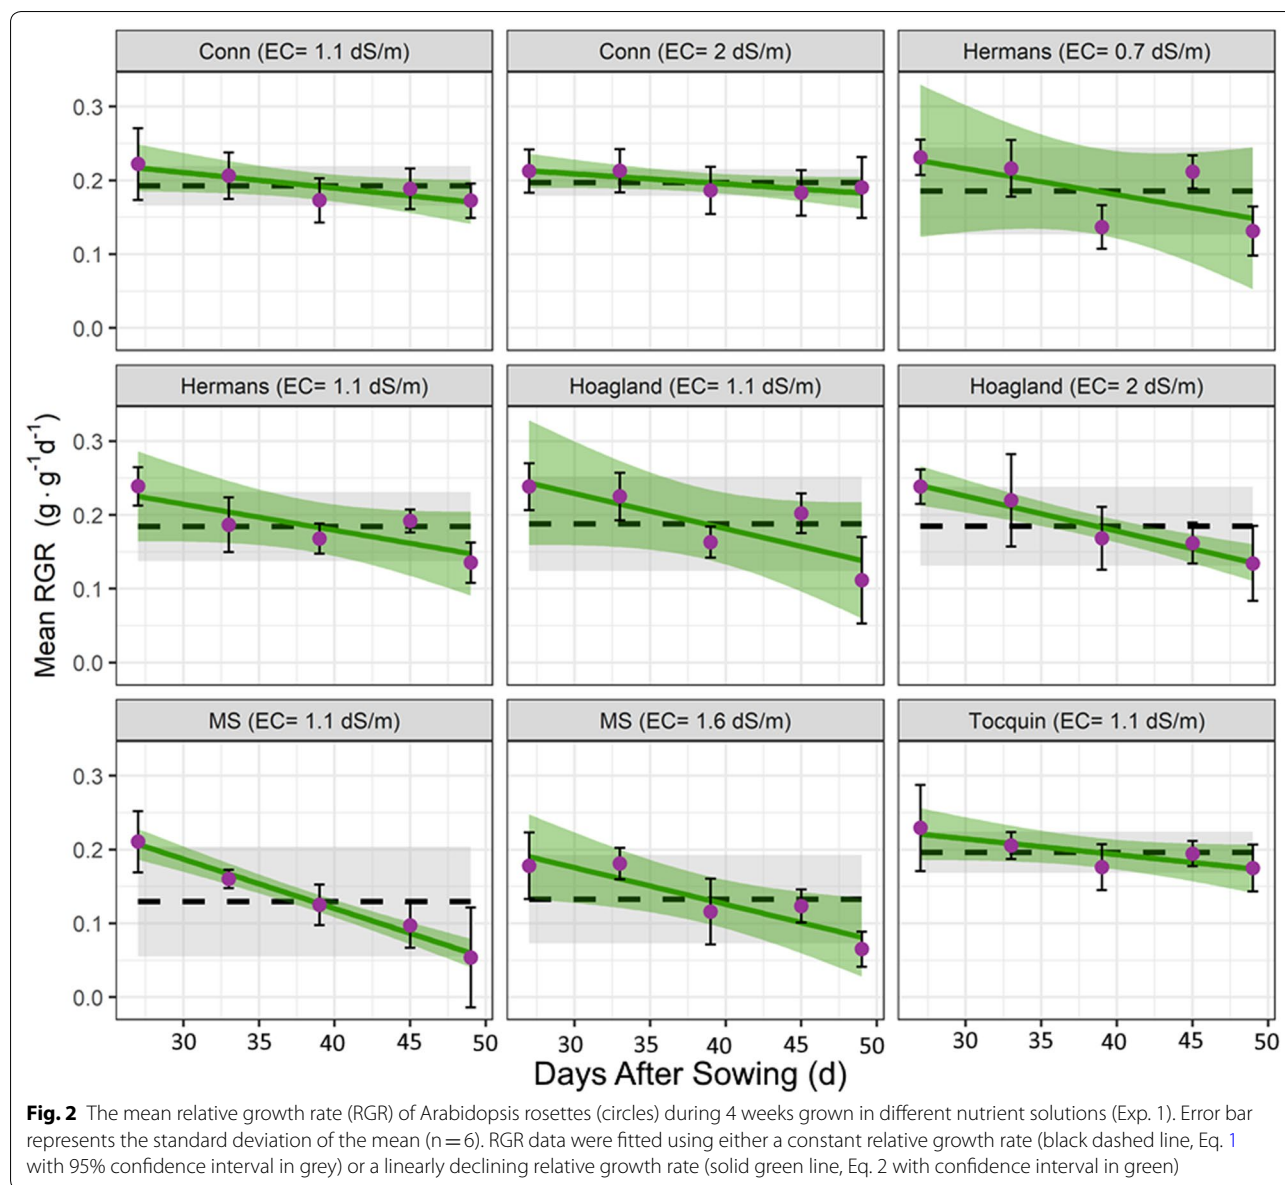 Conn (EC= 1.1 dS/m)
Conn (EC= 2 dS/m)
Hermans (EC= 0.7 dS/m)
0.3
0.2
0.1
0.0
Hermans (EC= 1.1 dS/m)
Hoagland (EC= 1.1 dS/m)
Hoagland (EC= 2 dS/m)
Mean RGR (g·g⁻¹d⁻¹)
0.3
0.2
0.1
0.0
MS (EC= 1.1 dS/m)
MS (EC= 1.6 dS/m)
Tocquin (EC= 1.1 dS/m)
0.3
0.2
0.1
0.0
30 35 40 45 50
30 35 40 45 50
30 35 40 45 50
Days After Sowing (d)
Fig. 2 The mean relative growth rate (RGR) of Arabidopsis rosettes (circles) during 4 weeks grown in different nutrient solutions (Exp. 1). Error bar
represents the standard deviation of the mean (n = 6). RGR data were fitted using either a constant relative growth rate (black dashed line, Eq. 1
with 95% confidence interval in grey) or a linearly declining relative growth rate (solid green line, Eq. 2 with confidence interval in green)